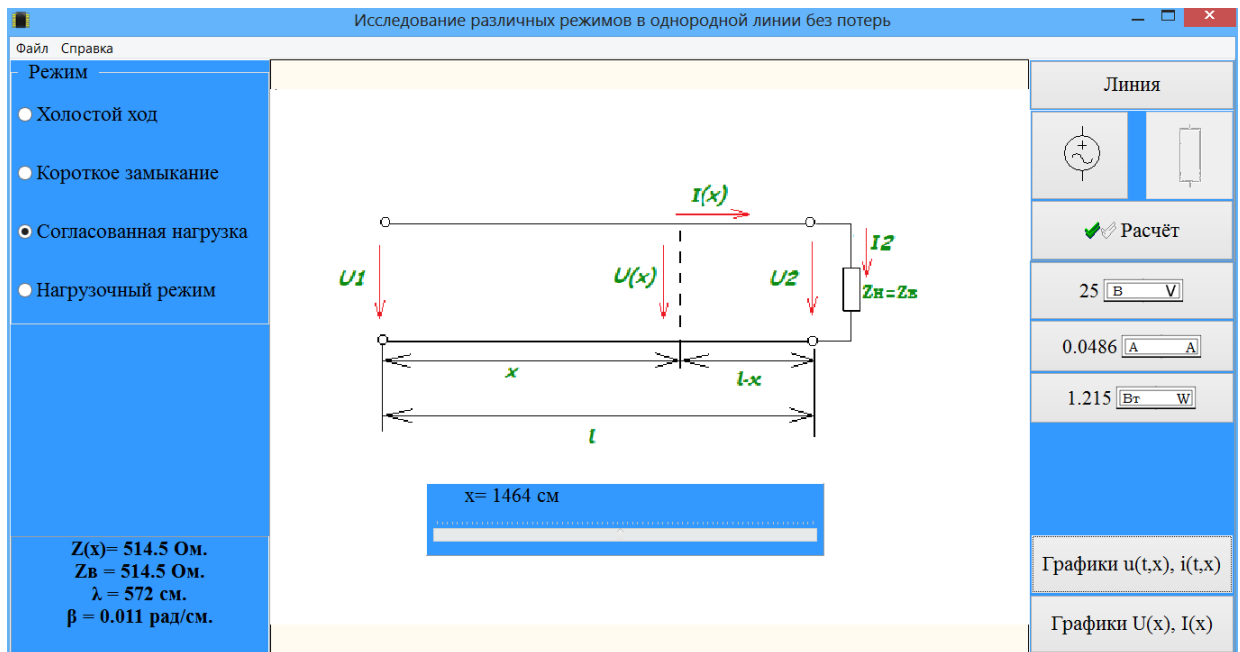 Исследование различных режимов в однородной линии без потерь
Файл Справка
Режим
Холостой ход
Короткое замыкание
Согласованная нагрузка
Нагрузочный режим
I(x)
I2
U1
U(x)
U2
Zн=Zв
x
l-x
l
x= 1464 см
Z(x)= 514.5 Ом.
Zв = 514.5 Ом.
λ = 572 см.
β = 0.011 рад/см.
Линия
Расчёт
25 В V
0.0486 А A
1.215 Вт W
Графики u(t,x), i(t,x)
Графики U(x), I(x)